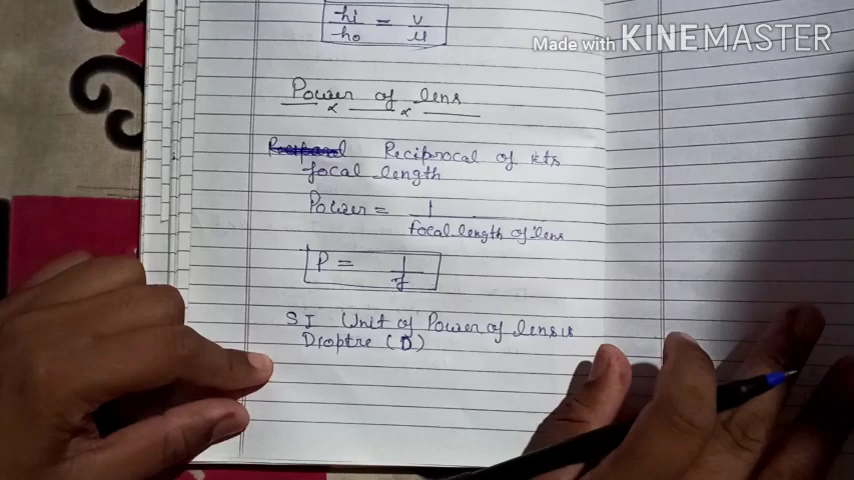 hi = v
ho u
Made with KINEMASTER
Power of lens
Reciprocal of its
focal length
Power = 1
focal length of lens
P = 1
f
SI Unit of Power of lens is
Dioptre (D)